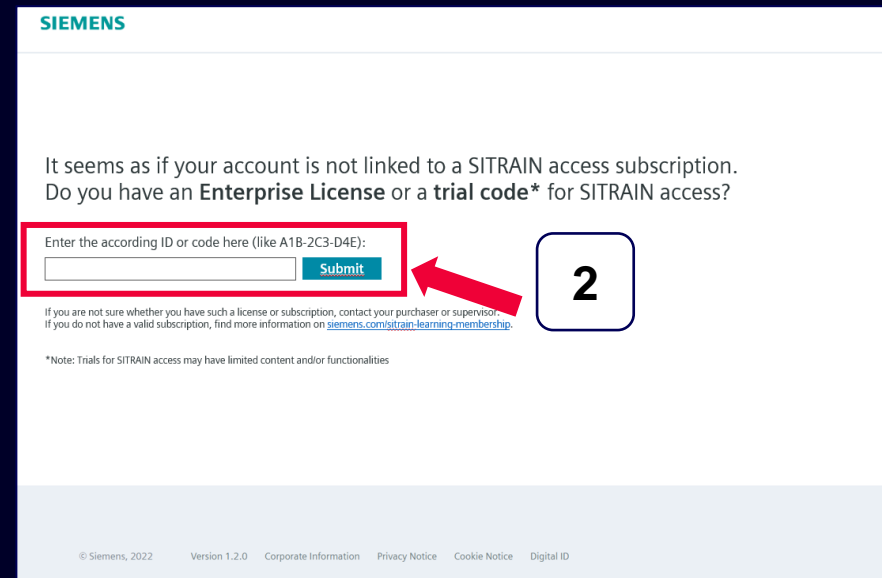 SIEMENS
It seems as if your account is not linked to a SITRAIN access subscription.
Do you have an Enterprise License or a trial code* for SITRAIN access?
Enter the according ID or code here (like A1B-2C3-D4E):
Submit
2
If you are not sure whether you have such a license or subscription, contact your purchaser or supervisor.
If you do not have a valid subscription, find more information on siemens.com/sitrain-learning-membership.
*Note: Trials for SITRAIN access may have limited content and/or functionalities
© Siemens, 2022 Version 1.2.0 Corporate Information Privacy Notice Cookie Notice Digital ID